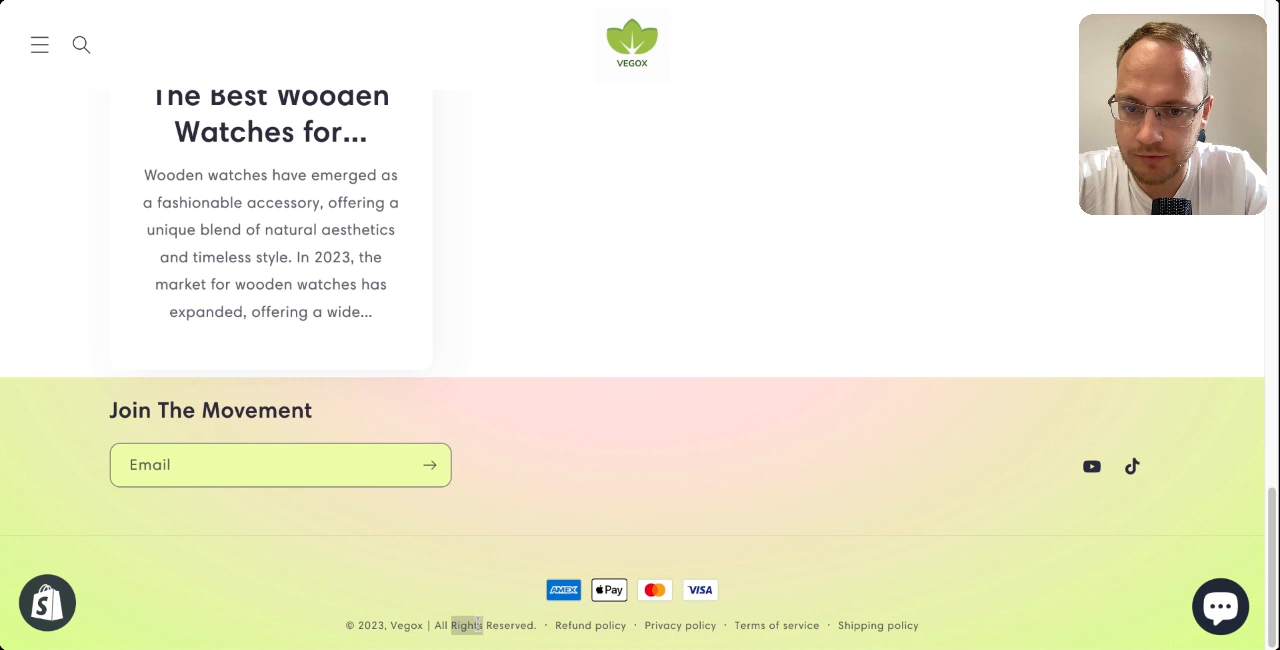 VEGOX
The Best Wooden
Watches for...
Wooden watches have emerged as
a fashionable accessory, offering a
unique blend of natural aesthetics
and timeless style. In 2023, the
market for wooden watches has
expanded, offering a wide...
Join The Movement
Email
AMEX Pay VISA
© 2023, Vegox | All Rights Reserved. · Refund policy · Privacy policy · Terms of service · Shipping policy